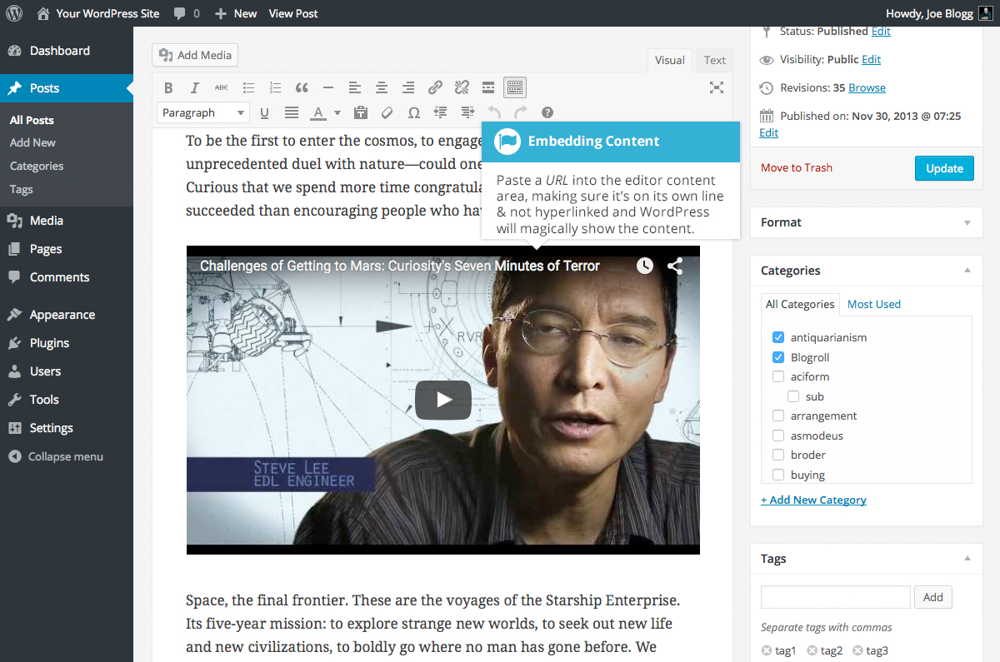 Your WordPress Site 0 New View Post Howdy, Joe Blogg
Dashboard
Posts
All Posts
Add New
Categories
Tags
Media
Pages
Comments
Appearance
Plugins
Users
Tools
Settings
Collapse menu
Add Media
Visual Text
B I ABC
Paragraph U A Ω
To be the first to enter the cosmos, to engage
unprecedented duel with nature—could one
Curious that we spend more time congratula
succeeded than encouraging people who hav
Embedding Content
Paste a URL into the editor content
area, making sure it's on its own line
& not hyperlinked and WordPress
will magically show the content.
Challenges of Getting to Mars: Curiosity's Seven Minutes of Terror
RVR
STEVE LEE
EDL ENGINEER
Space, the final frontier. These are the voyages of the Starship Enterprise.
Its five-year mission: to explore strange new worlds, to seek out new life
and new civilizations, to boldly go where no man has gone before. We
Status: Published Edit
Visibility: Public Edit
Revisions: 35 Browse
Published on: Nov 30, 2013 @ 07:25
Edit
Move to Trash Update
Format
Categories
All Categories Most Used
antiquarianism
Blogroll
aciform
sub
arrangement
asmodeus
broder
buying
+ Add New Category
Tags
Add
Separate tags with commas
tag1 tag2 tag3